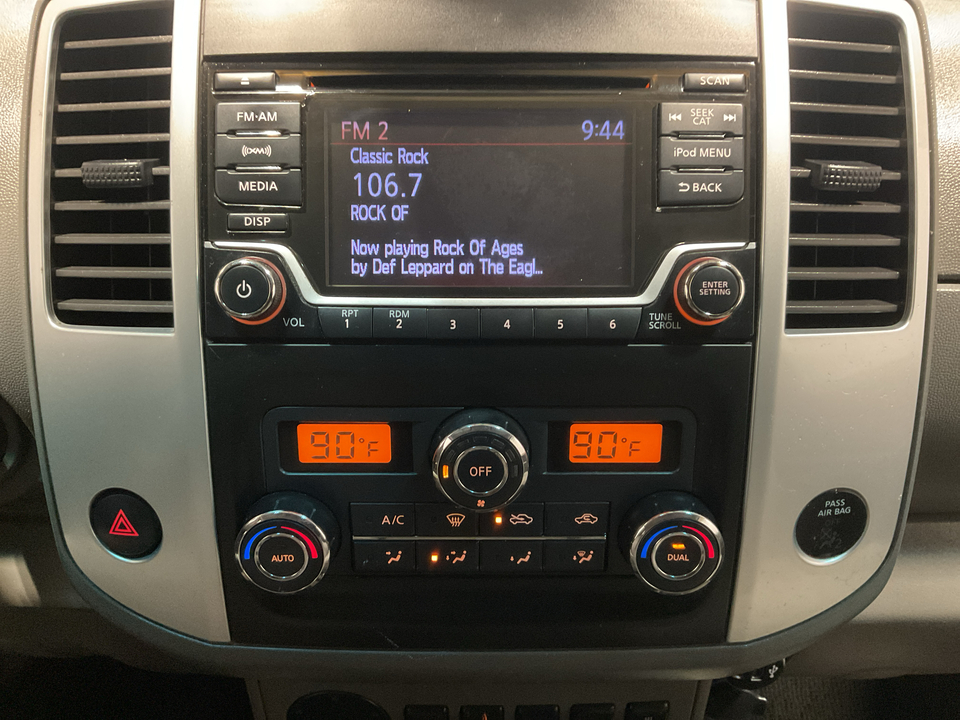 SCAN
FM·AM
SEEK
CAT
XM
iPod MENU
MEDIA
BACK
DISP
FM 2 9:44
Classic Rock
106.7
ROCK OF
Now playing Rock Of Ages
by Def Leppard on The Eagl...
ENTER
SETTING
VOL
RPT RDM
1 2 3 4 5 6
TUNE
SCROLL
90°F 90°F
OFF
A/C
AUTO
DUAL
PASS
AIR BAG